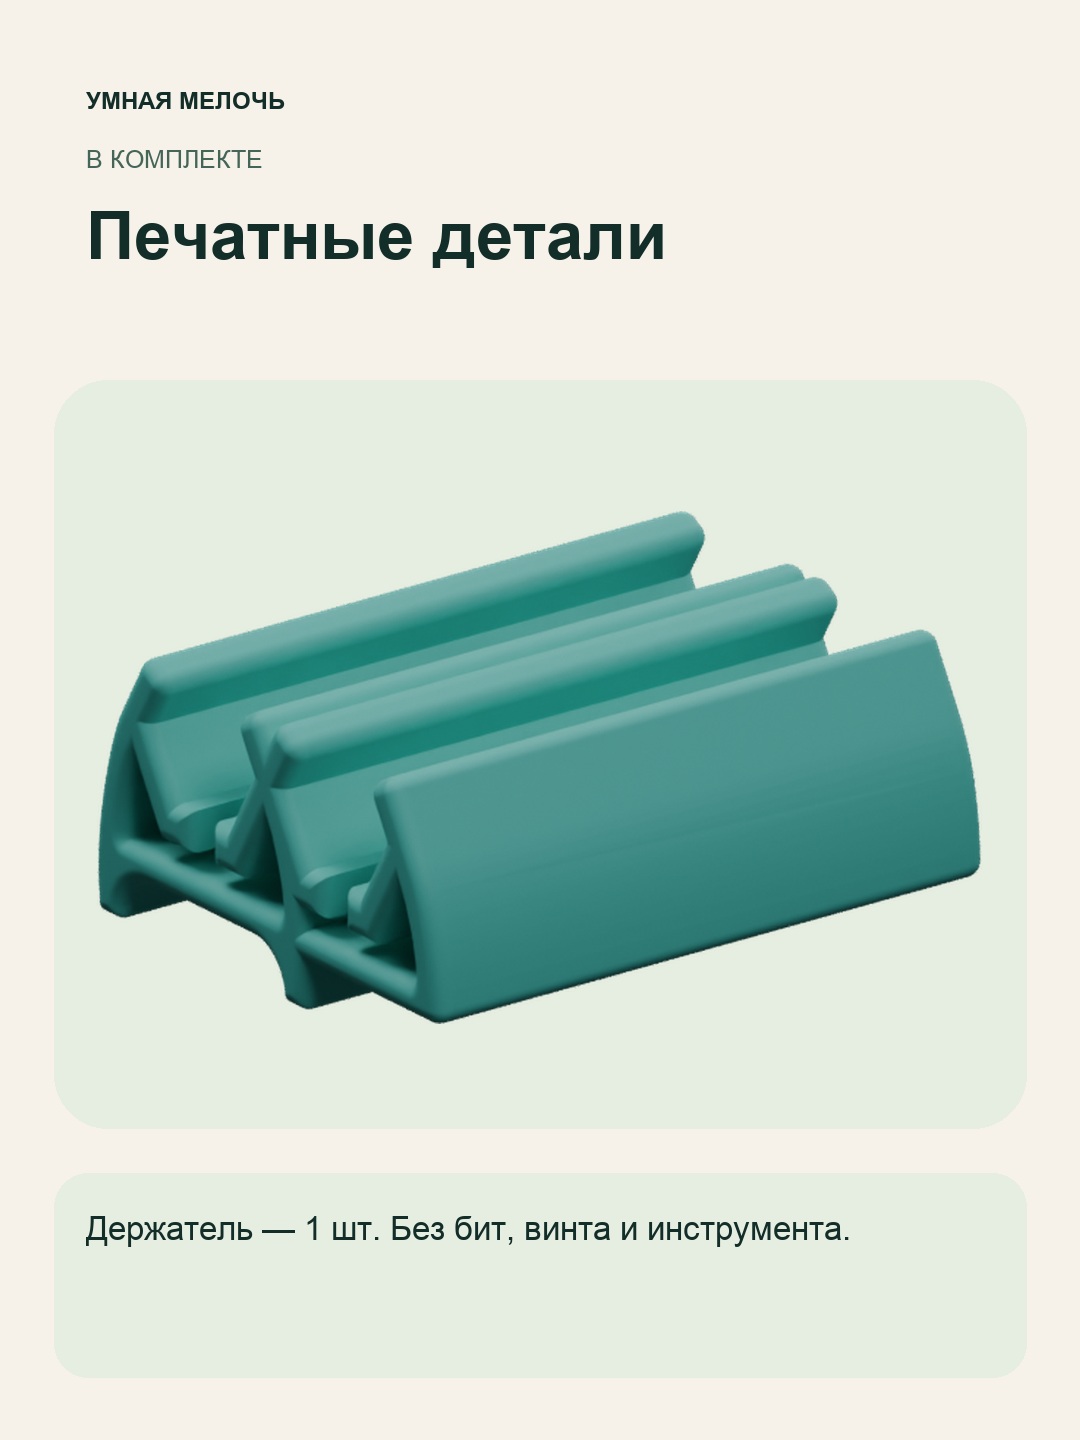 УМНАЯ МЕЛОЧЬ
В КОМПЛЕКТЕ
Печатные детали
Держатель — 1 шт. Без бит, винта и инструмента.